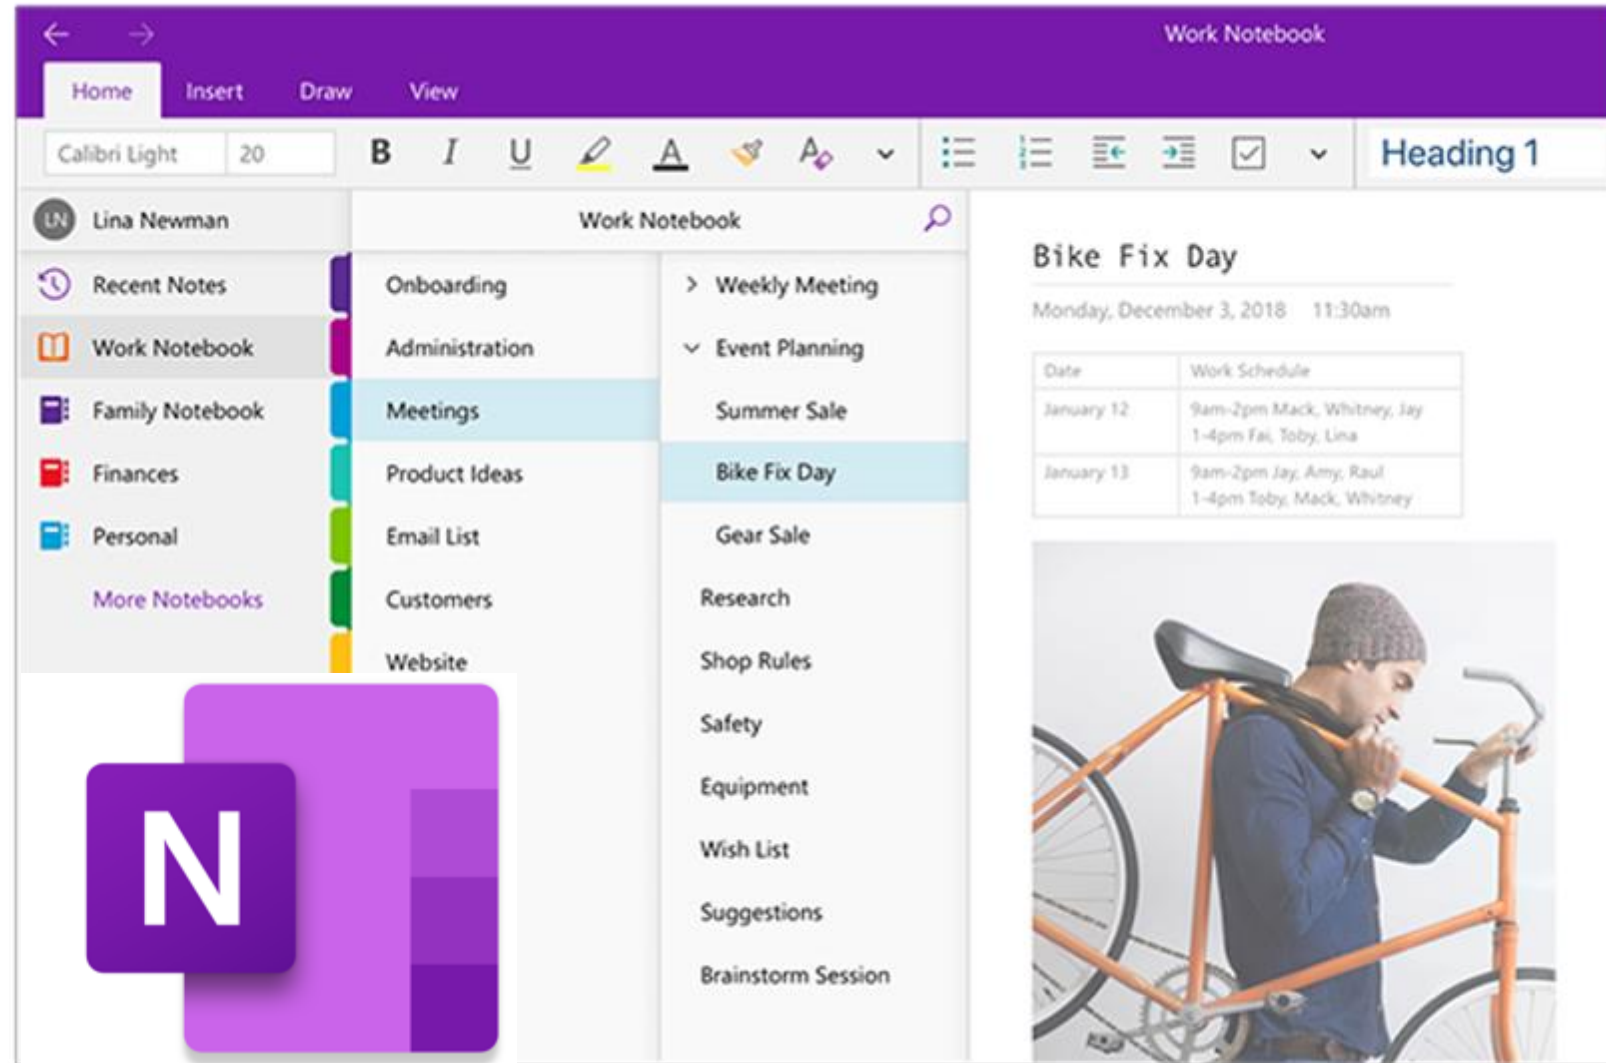 Work Notebook
Home Insert Draw View
Calibri Light 20 B I U A A Heading 1
LN Lina Newman
Recent Notes
Work Notebook
Family Notebook
Finances
Personal
More Notebooks
Work Notebook
Onboarding
Administration
Meetings
Product Ideas
Email List
Customers
Website
Weekly Meeting
Event Planning
Summer Sale
Bike Fix Day
Gear Sale
Research
Shop Rules
Safety
Equipment
Wish List
Suggestions
Brainstorm Session
Bike Fix Day
Monday, December 3, 2018 11:30am
Date Work Schedule
January 12 9am-2pm Mack, Whitney, Jay
1-4pm Fai, Toby, Lina
January 13 9am-2pm Jay, Amy, Raul
1-4pm Toby, Mack, Whitney
N